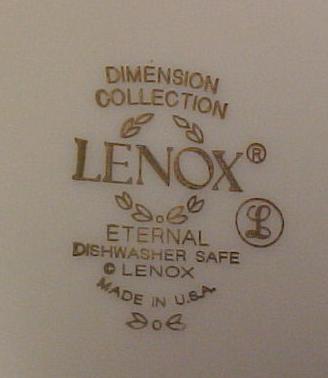 DIMENSION
COLLECTION
LENOX®
L
ETERNAL
DISHWASHER SAFE
© LENOX
MADE IN U.S.A.